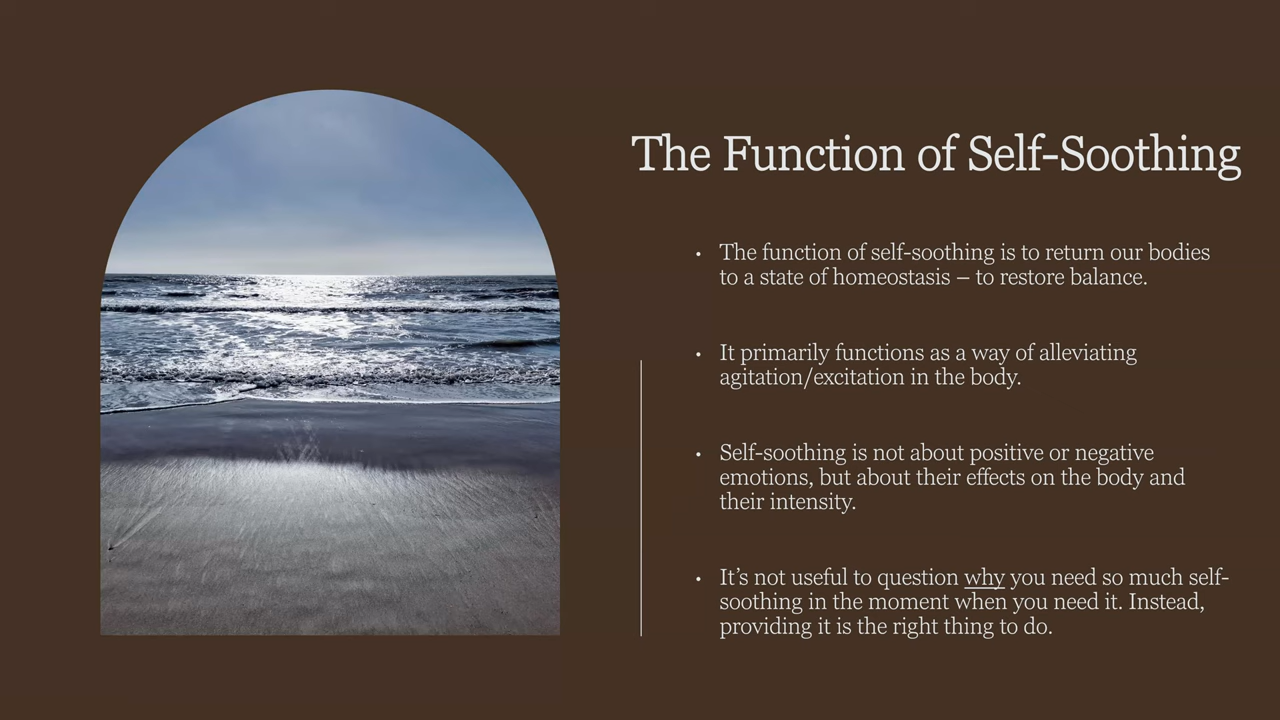 The Function of Self-Soothing
• The function of self-soothing is to return our bodies
to a state of homeostasis – to restore balance.
• It primarily functions as a way of alleviating
agitation/excitation in the body.
• Self-soothing is not about positive or negative
emotions, but about their effects on the body and
their intensity.
• It’s not useful to question why you need so much self-
soothing in the moment when you need it. Instead,
providing it is the right thing to do.